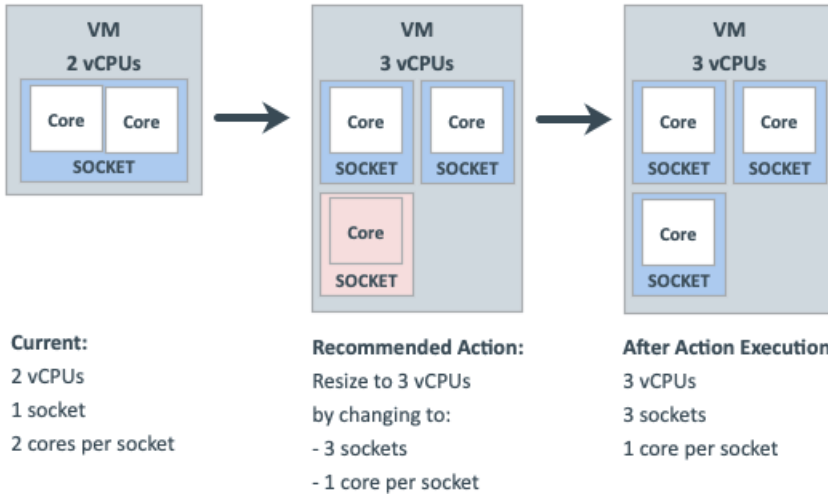 VM
2 vCPUs
Core
Core
SOCKET
VM
3 vCPUs
Core
Core
SOCKET
SOCKET
Core
SOCKET
VM
3 vCPUs
Core
Core
SOCKET
SOCKET
Core
SOCKET
Current:
2 vCPUs
1 socket
2 cores per socket
Recommended Action:
Resize to 3 vCPUs
by changing to:
- 3 sockets
- 1 core per socket
After Action Execution
3 vCPUs
3 sockets
1 core per socket